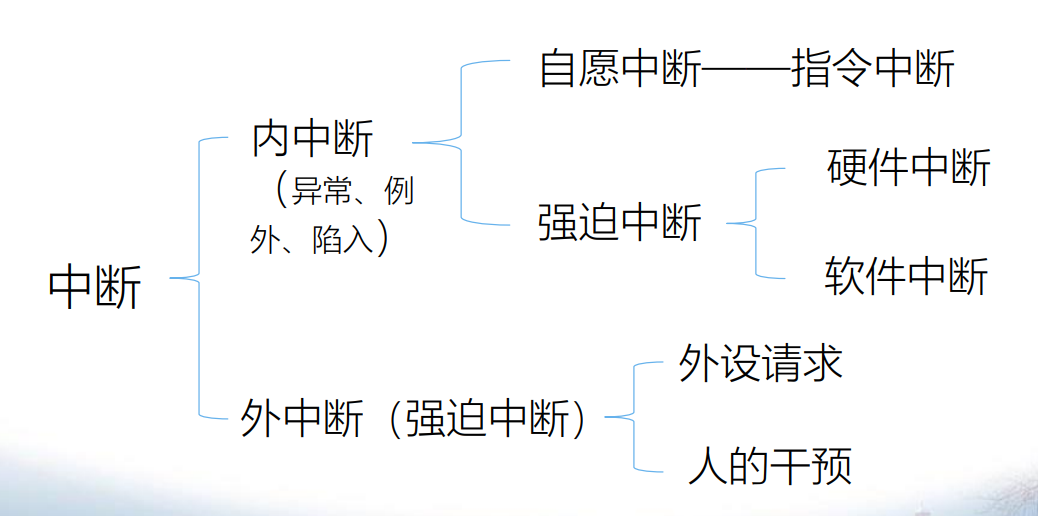 自愿中断——指令中断
内中断
（异常、例
外、陷入）
硬件中断
强迫中断
软件中断
中断
外设请求
外中断（强迫中断）
人的干预